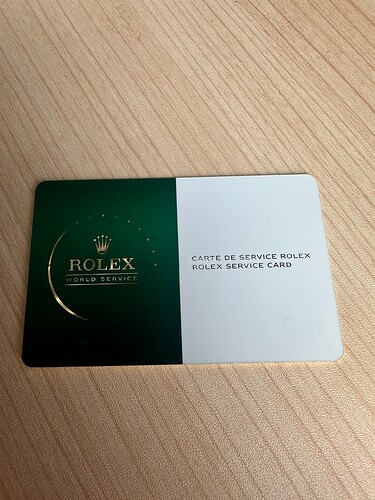 ROLEX
WORLD SERVICE
CARTE DE SERVICE ROLEX
ROLEX SERVICE CARD